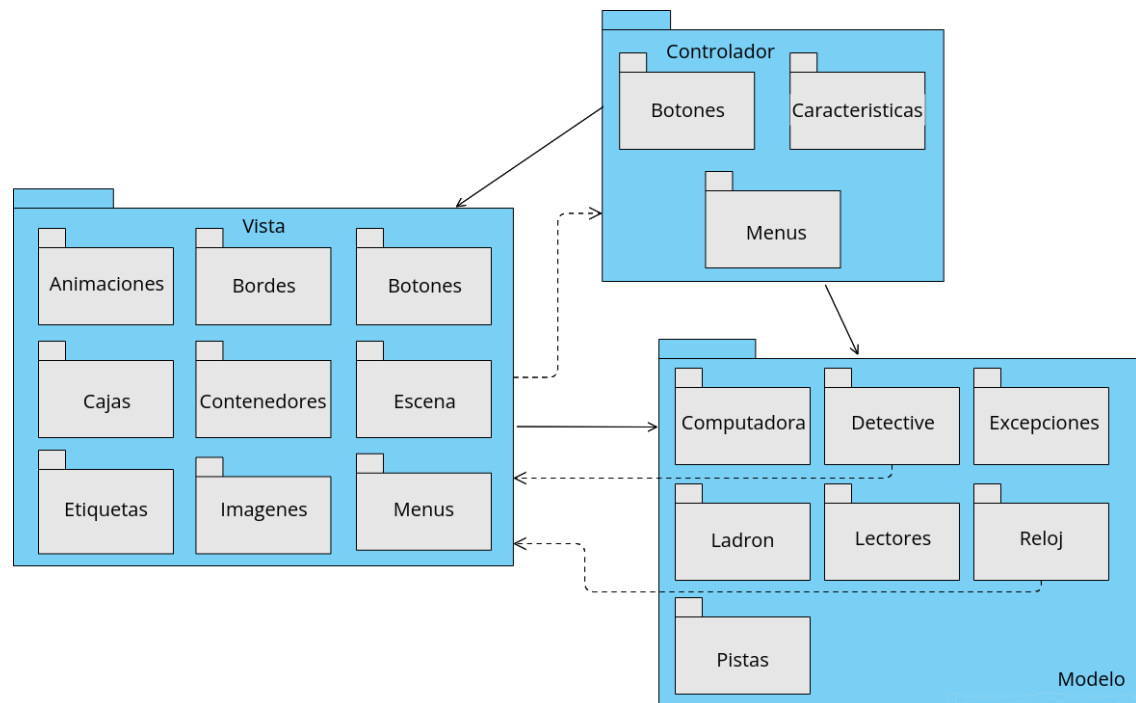 Controlador
Botones
Caracteristicas
Menus
Vista
Animaciones
Bordes
Botones
Cajas
Contenedores
Escena
Etiquetas
Imagenes
Menus
Computadora
Detective
Excepciones
Ladron
Lectores
Reloj
Pistas
Modelo